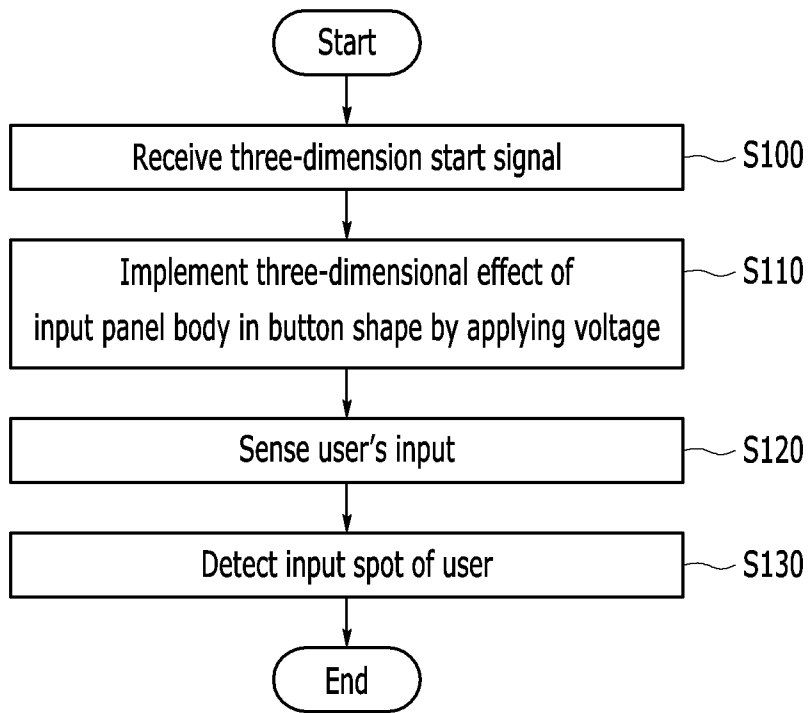 Start
Receive three-dimension start signal
S100
Implement three-dimensional effect of
input panel body in button shape by applying voltage
S110
Sense user's input
S120
Detect input spot of user
S130
End